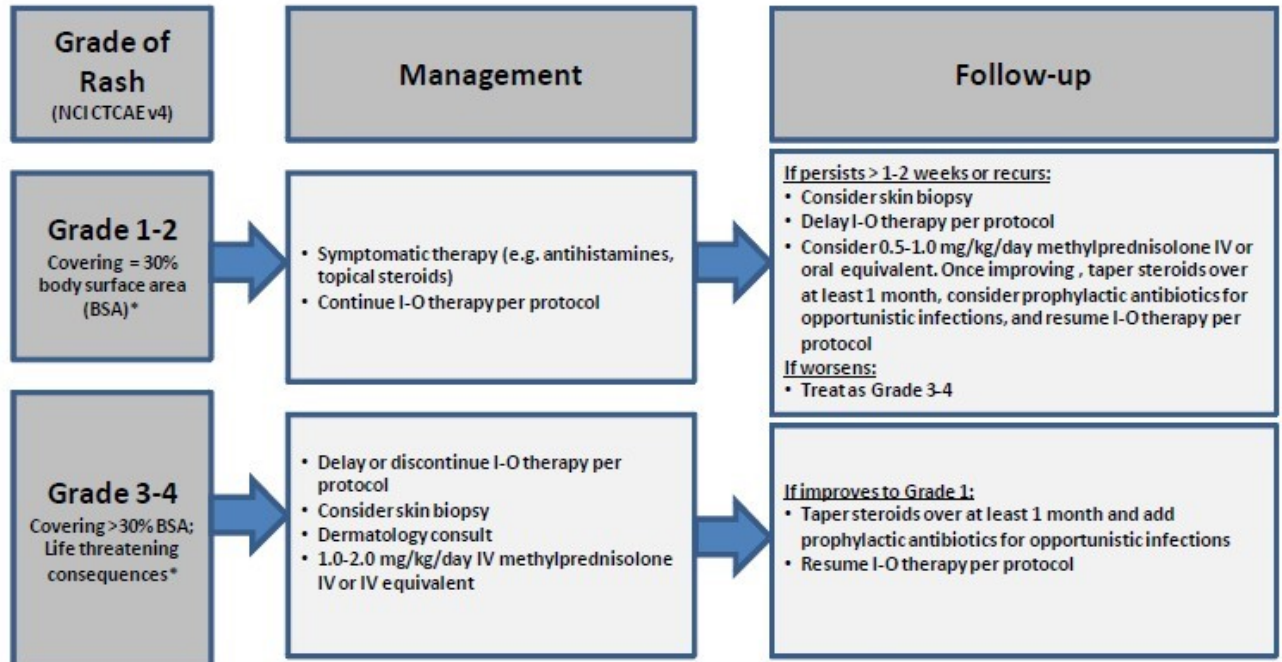 Grade of
Rash
(NCI CTCAE v4)
Management
Follow-up
Grade 1-2
Covering = 30%
body surface area
(BSA)*
• Symptomatic therapy (e.g. antihistamines,
topical steroids)
• Continue I-O therapy per protocol
If persists > 1-2 weeks or recurs:
• Consider skin biopsy
• Delay I-O therapy per protocol
• Consider 0.5-1.0 mg/kg/day methylprednisolone IV or
oral equivalent. Once improving , taper steroids over
at least 1 month, consider prophylactic antibiotics for
opportunistic infections, and resume I-O therapy per
protocol
If worsens:
• Treat as Grade 3-4
Grade 3-4
Covering >30% BSA;
Life threatening
consequences*
• Delay or discontinue I-O therapy per
protocol
• Consider skin biopsy
• Dermatology consult
• 1.0-2.0 mg/kg/day IV methylprednisolone
IV or IV equivalent
If improves to Grade 1:
• Taper steroids over at least 1 month and add
prophylactic antibiotics for opportunistic infections
• Resume I-O therapy per protocol